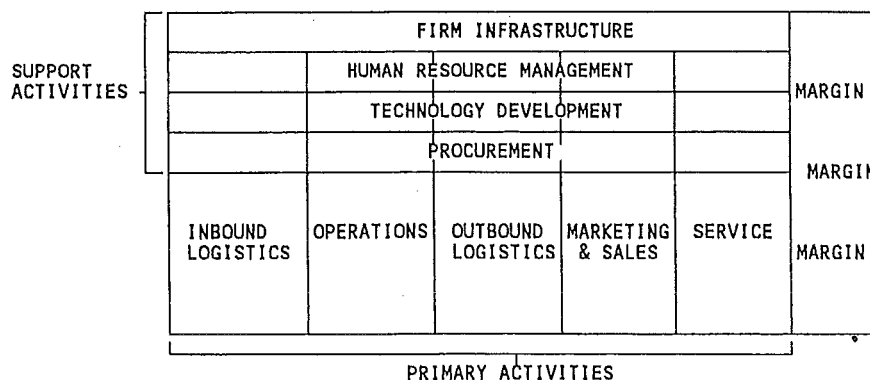 FIRM INFRASTRUCTURE
SUPPORT
ACTIVITIES
HUMAN RESOURCE MANAGEMENT
MARGIN
TECHNOLOGY DEVELOPMENT
PROCUREMENT
MARGIN
INBOUND
LOGISTICS
OPERATIONS
OUTBOUND
LOGISTICS
MARKETING
& SALES
SERVICE
MARGIN
PRIMARY ACTIVITIES